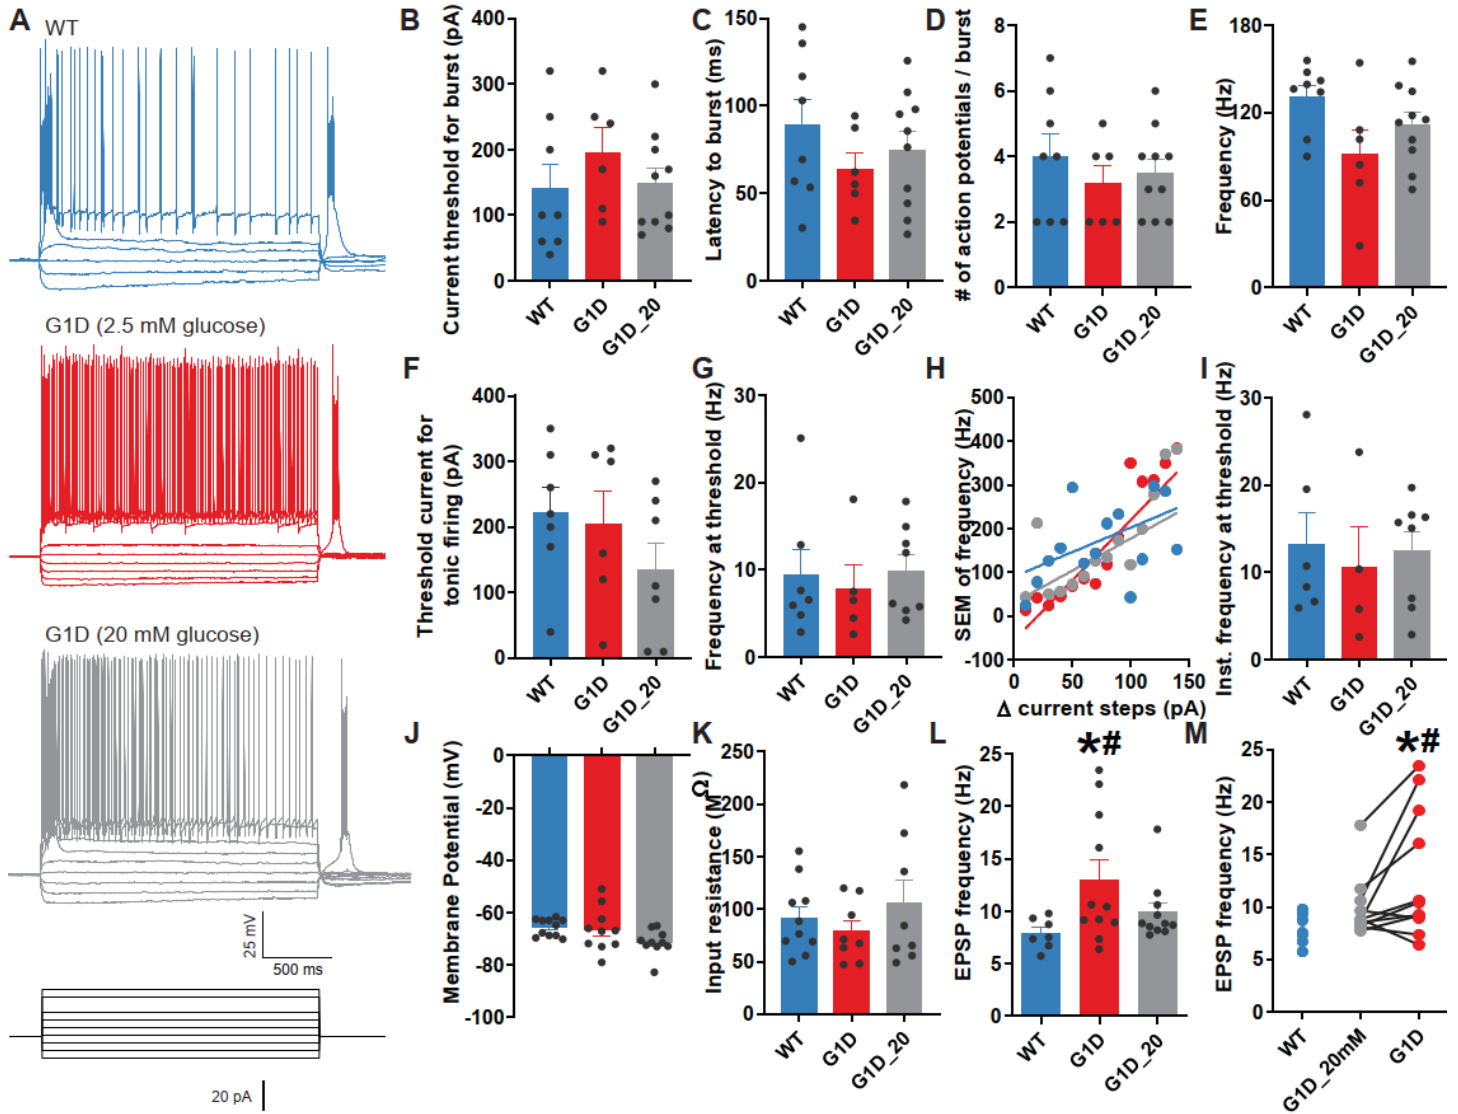 A
WT
G1D (2.5 mM glucose)
G1D (20 mM glucose)
25 mV
500 ms
20 pA
B
Current threshold for burst (pA)
400
300
200
100
0
WT
G1D
G1D_20
C
Latency to burst (ms)
150
100
50
0
WT
G1D
G1D_20
D
# of action potentials / burst
8
6
4
2
0
WT
G1D
G1D_20
E
Frequency (Hz)
180
120
60
0
WT
G1D
G1D_20
F
Threshold current for
tonic firing (pA)
400
300
200
100
0
WT
G1D
G1D_20
G
Frequency at threshold (Hz)
30
20
10
0
WT
G1D
G1D_20
H
SEM of frequency (Hz)
500
400
300
200
100
0
-100
0
50
100
150
Δ current steps (pA)
I
Inst. frequency at threshold (Hz)
30
20
10
0
WT
G1D
G1D_20
J
Membrane Potential (mV)
0
-20
-40
-60
-80
-100
K
Input resistance (MΩ)
250
200
150
100
50
0
WT
G1D
G1D_20
L
EPSP frequency (Hz)
25
20
15
10
5
0
*#
WT
G1D
G1D_20
M
EPSP frequency (Hz)
25
20
15
10
5
0
*#
WT
G1D_20mM
G1D